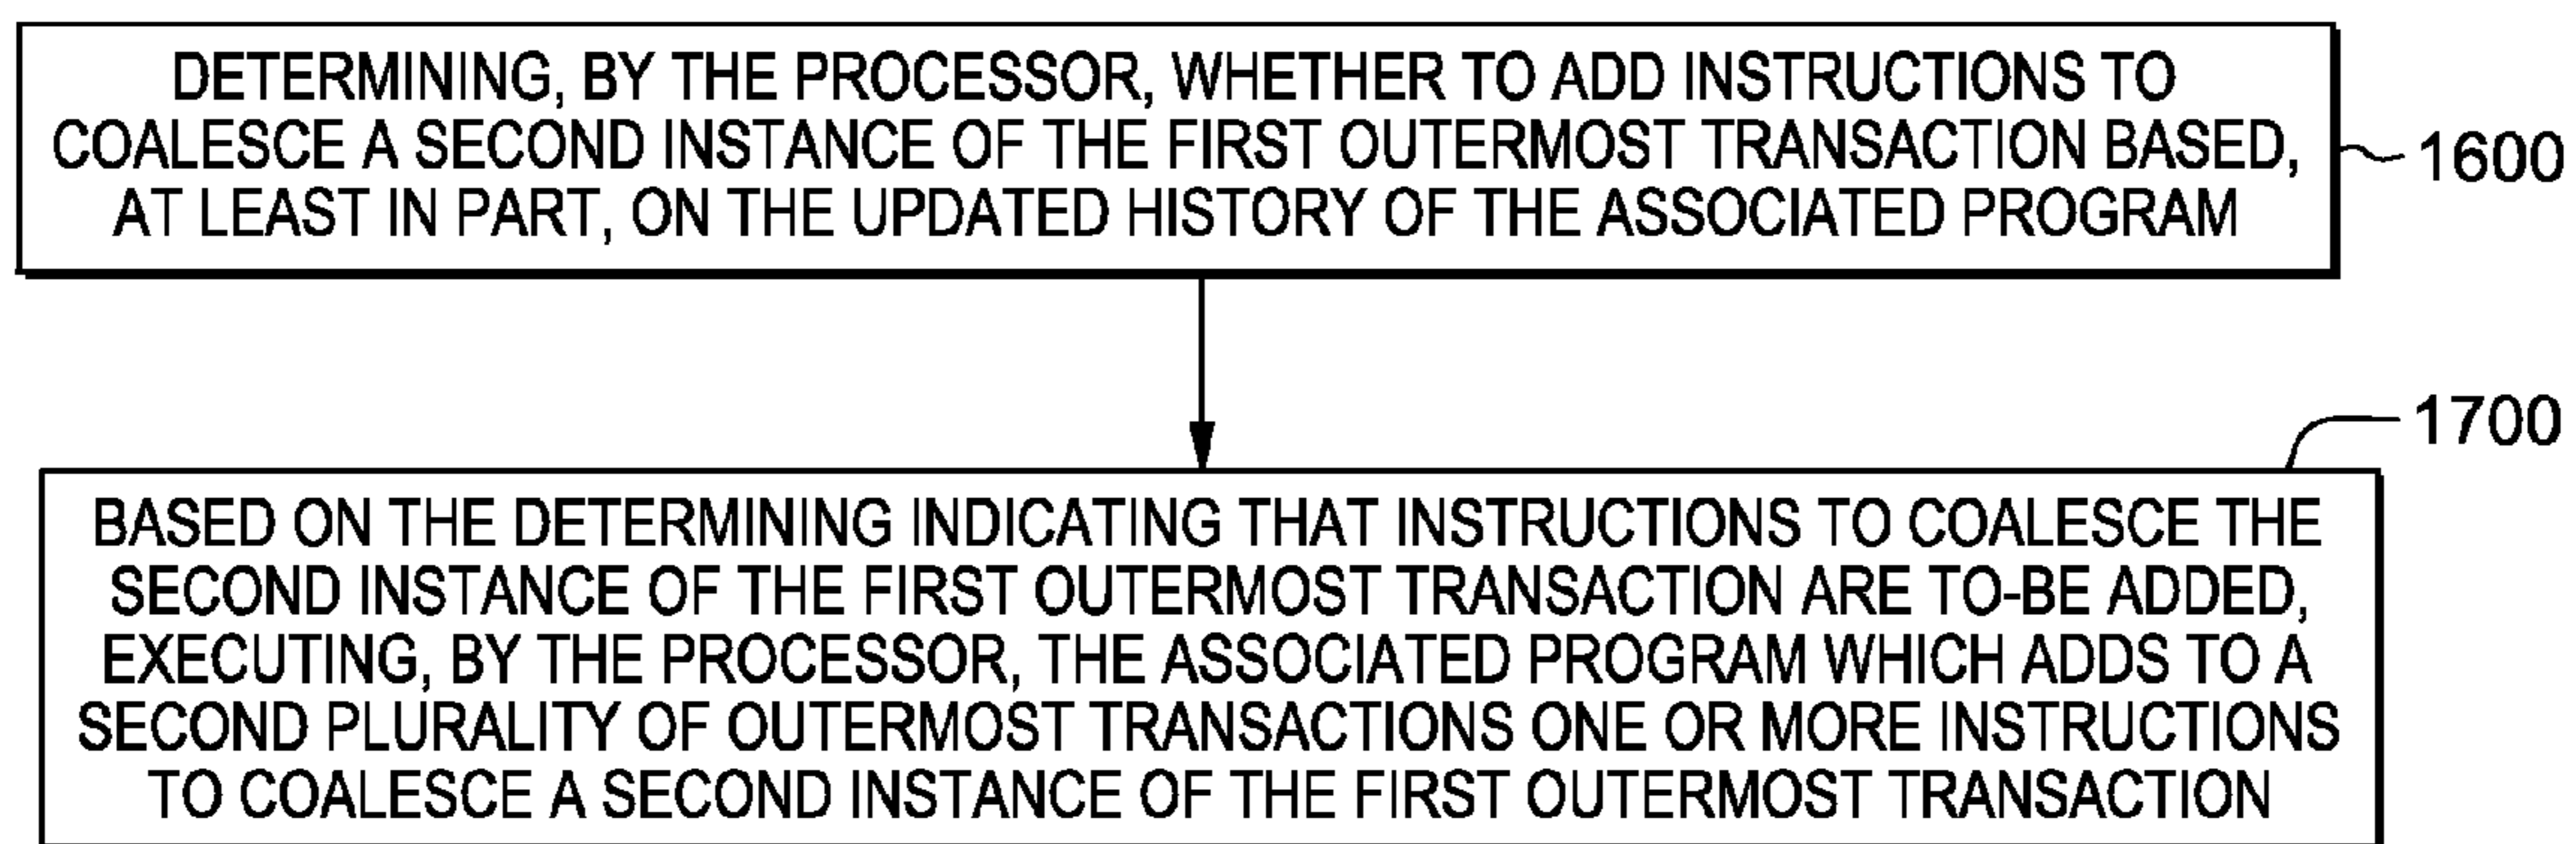 DETERMINING, BY THE PROCESSOR, WHETHER TO ADD INSTRUCTIONS TO
COALESCE A SECOND INSTANCE OF THE FIRST OUTERMOST TRANSACTION BASED,
AT LEAST IN PART, ON THE UPDATED HISTORY OF THE ASSOCIATED PROGRAM
1600
1700
BASED ON THE DETERMINING INDICATING THAT INSTRUCTIONS TO COALESCE THE
SECOND INSTANCE OF THE FIRST OUTERMOST TRANSACTION ARE TO-BE ADDED,
EXECUTING, BY THE PROCESSOR, THE ASSOCIATED PROGRAM WHICH ADDS TO A
SECOND PLURALITY OF OUTERMOST TRANSACTIONS ONE OR MORE INSTRUCTIONS
TO COALESCE A SECOND INSTANCE OF THE FIRST OUTERMOST TRANSACTION